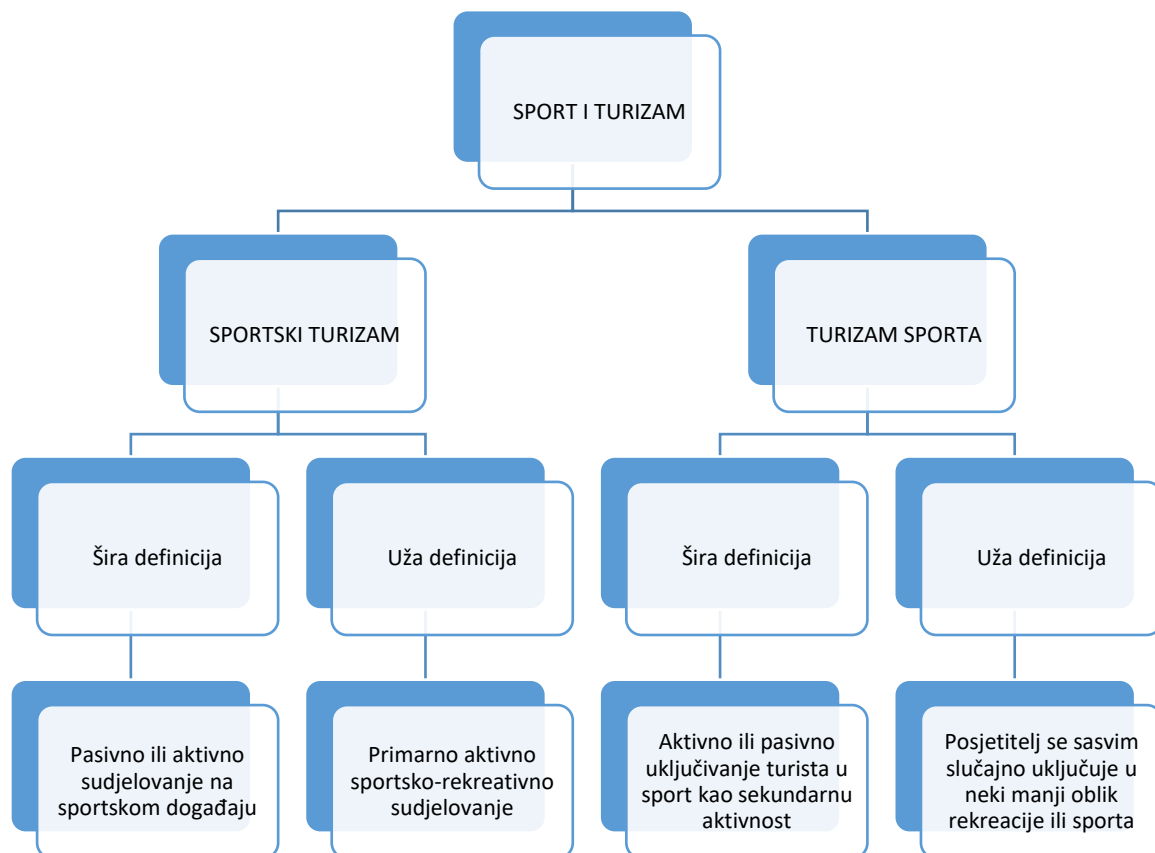 SPORT I TURIZAM
SPORTSKI TURIZAM
TURIZAM SPORTA
Šira definicija
Uža definicija
Šira definicija
Uža definicija
Pasivno ili aktivno
sudjelovanje na
sportskom događaju
Primarno aktivno
sportsko-rekreativno
sudjelovanje
Aktivno ili pasivno
uključivanje turista u
sport kao sekundarnu
aktivnost
Posjetitelj se sasvim
slučajno uključuje u
neki manji oblik
rekreacije ili sporta